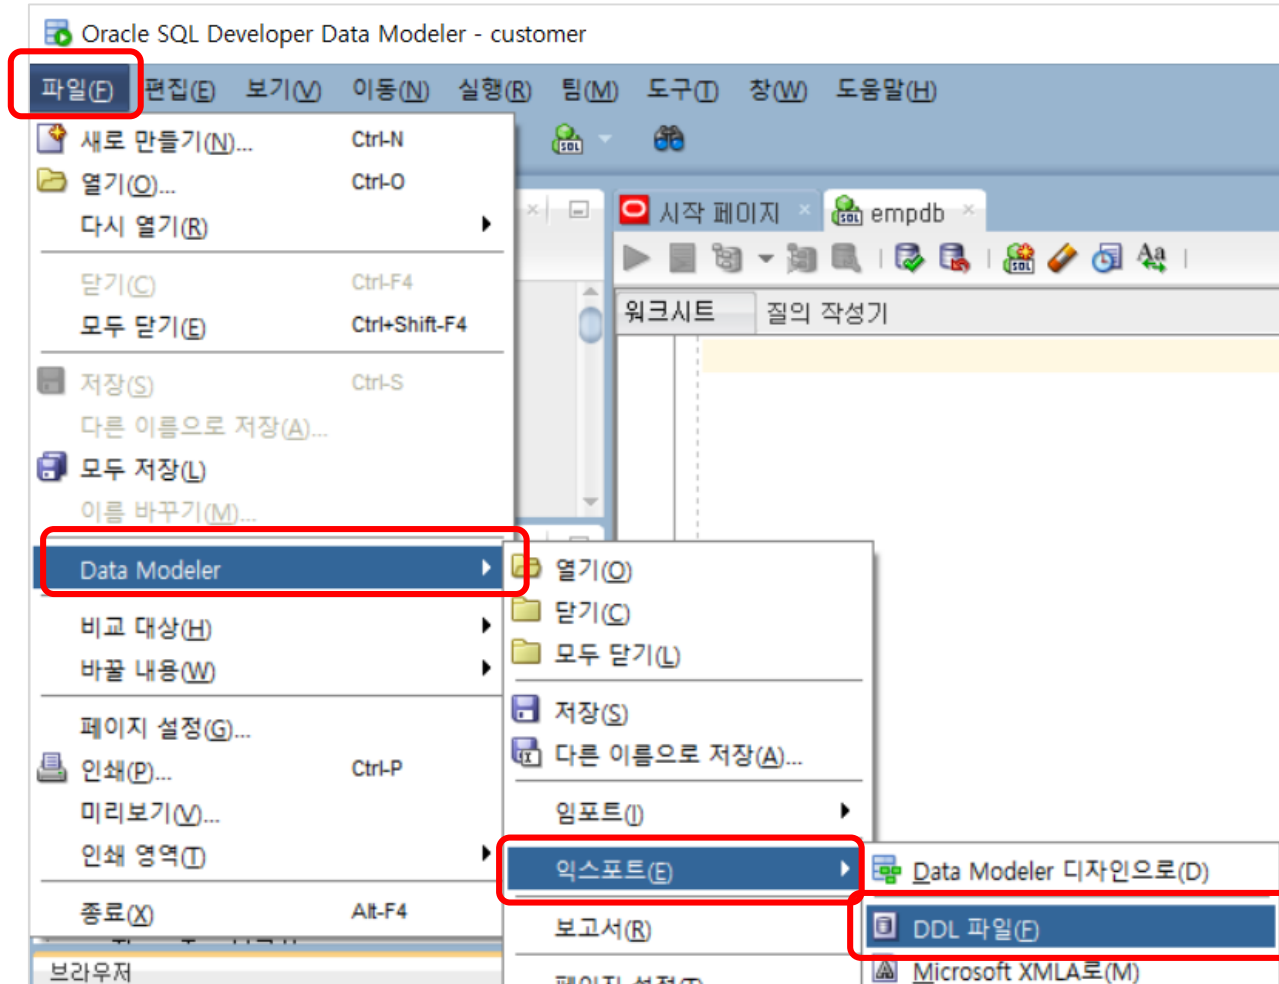 Oracle SQL Developer Data Modeler - customer
파일(F) 편집(E) 보기(V) 이동(N) 실행(R) 팀(M) 도구(T) 창(W) 도움말(H)
새로 만들기(N)... Ctrl-N
열기(O)... Ctrl-O
다시 열기(R)
닫기(C) Ctrl-F4
모두 닫기(E) Ctrl+Shift-F4
저장(S) Ctrl-S
다른 이름으로 저장(A)...
모두 저장(L)
이름 바꾸기(M)...
Data Modeler
비교 대상(H)
바꿀 내용(W)
페이지 설정(G)...
인쇄(P)... Ctrl-P
미리보기(V)...
인쇄 영역(T)
종료(X) Alt-F4
브라우저
시작 페이지
empdb
워크시트 질의 작성기
열기(O)
닫기(C)
모두 닫기(L)
저장(S)
다른 이름으로 저장(A)...
임포트(I)
익스포트(E)
보고서(R)
Data Modeler 디자인으로(D)
DDL 파일(F)
Microsoft XMLA로(M)